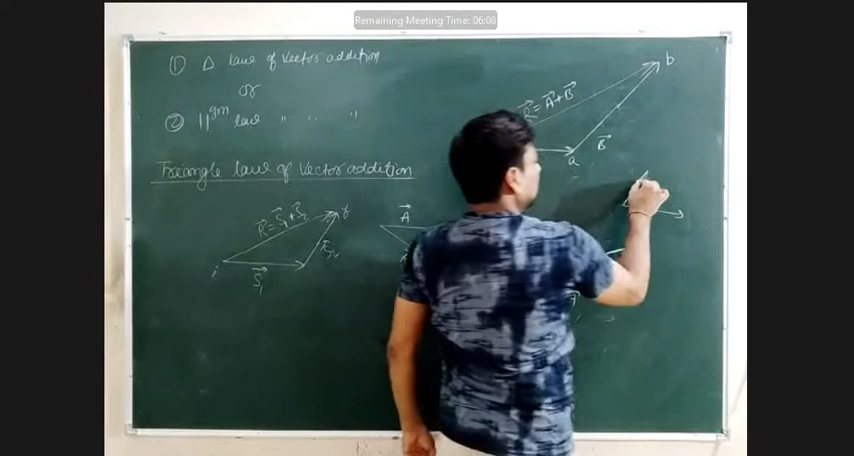 Remaining Meeting Time: 06:08
① Δ law of vector addition
or
② ||gm law " " "
Triangle law of vector addition
R⃗ = A⃗ + B⃗
b
a
B⃗
R⃗ = S⃗₁ + S⃗₂
f
i
S⃗₁
S⃗₂
A⃗